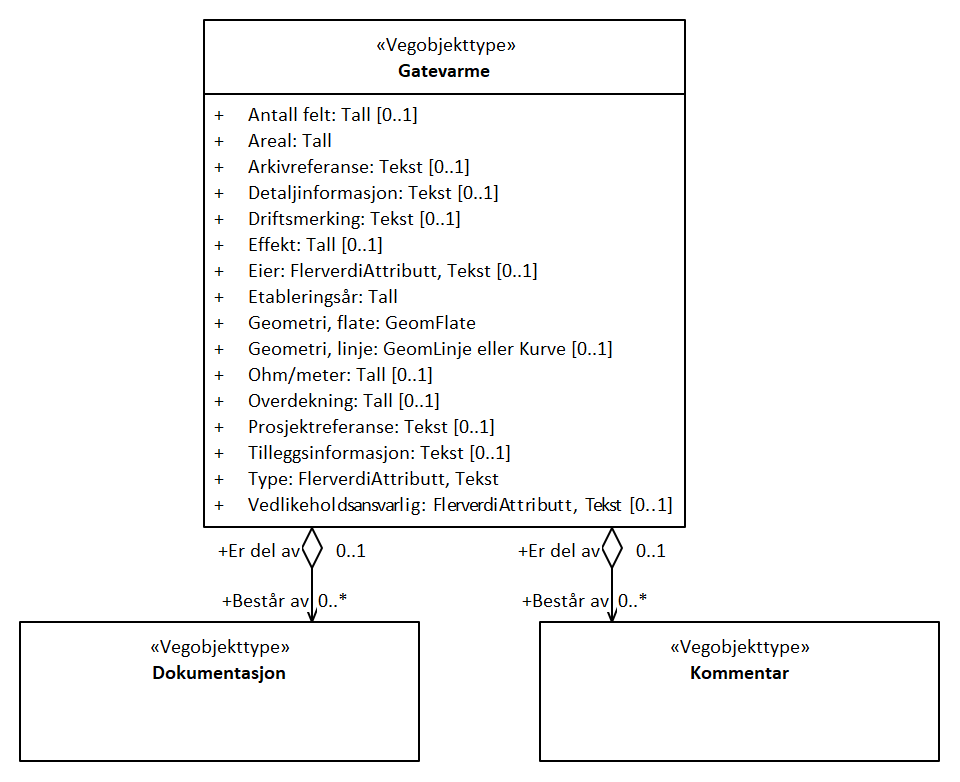 «Vegobjekttype»
Gatevarme
+ Antall felt: Tall [0..1]
+ Areal: Tall
+ Arkivreferanse: Tekst [0..1]
+ Detaljinformasjon: Tekst [0..1]
+ Driftsmerking: Tekst [0..1]
+ Effekt: Tall [0..1]
+ Eier: FlerverdiAttributt, Tekst [0..1]
+ Etableringsår: Tall
+ Geometri, flate: GeomFlate
+ Geometri, linje: GeomLinje eller Kurve [0..1]
+ Ohm/meter: Tall [0..1]
+ Overdekning: Tall [0..1]
+ Prosjektreferanse: Tekst [0..1]
+ Tilleggsinformasjon: Tekst [0..1]
+ Type: FlerverdiAttributt, Tekst
+ Vedlikeholdsansvarlig: FlerverdiAttributt, Tekst [0..1]
+Er del av 0..1
+Består av 0..*
+Er del av 0..1
+Består av 0..*
«Vegobjekttype»
Dokumentasjon
«Vegobjekttype»
Kommentar